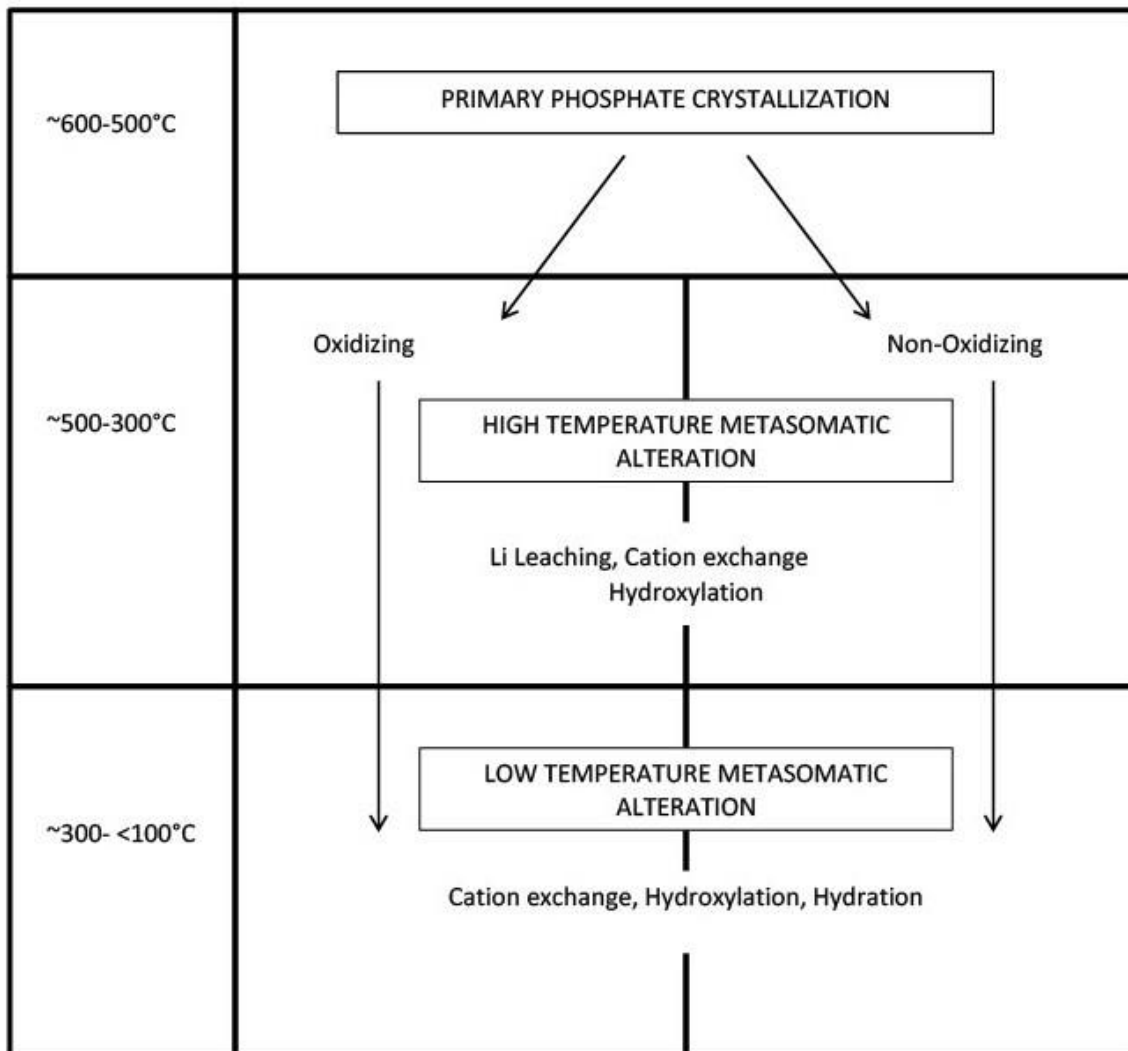 ~600-500°C
PRIMARY PHOSPHATE CRYSTALLIZATION
Oxidizing
Non-Oxidizing
~500-300°C
HIGH TEMPERATURE METASOMATIC
ALTERATION
Li Leaching, Cation exchange
Hydroxylation
~300- <100°C
LOW TEMPERATURE METASOMATIC
ALTERATION
Cation exchange, Hydroxylation, Hydration